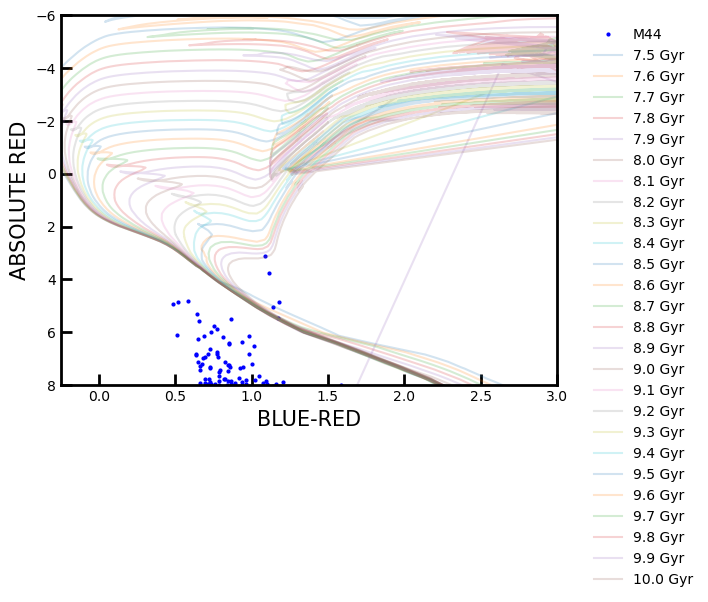 −6
−4
−2
0
2
4
6
8
ABSOLUTE RED
0.0 0.5 1.0 1.5 2.0 2.5 3.0
BLUE-RED
M44
7.5 Gyr
7.6 Gyr
7.7 Gyr
7.8 Gyr
7.9 Gyr
8.0 Gyr
8.1 Gyr
8.2 Gyr
8.3 Gyr
8.4 Gyr
8.5 Gyr
8.6 Gyr
8.7 Gyr
8.8 Gyr
8.9 Gyr
9.0 Gyr
9.1 Gyr
9.2 Gyr
9.3 Gyr
9.4 Gyr
9.5 Gyr
9.6 Gyr
9.7 Gyr
9.8 Gyr
9.9 Gyr
10.0 Gyr